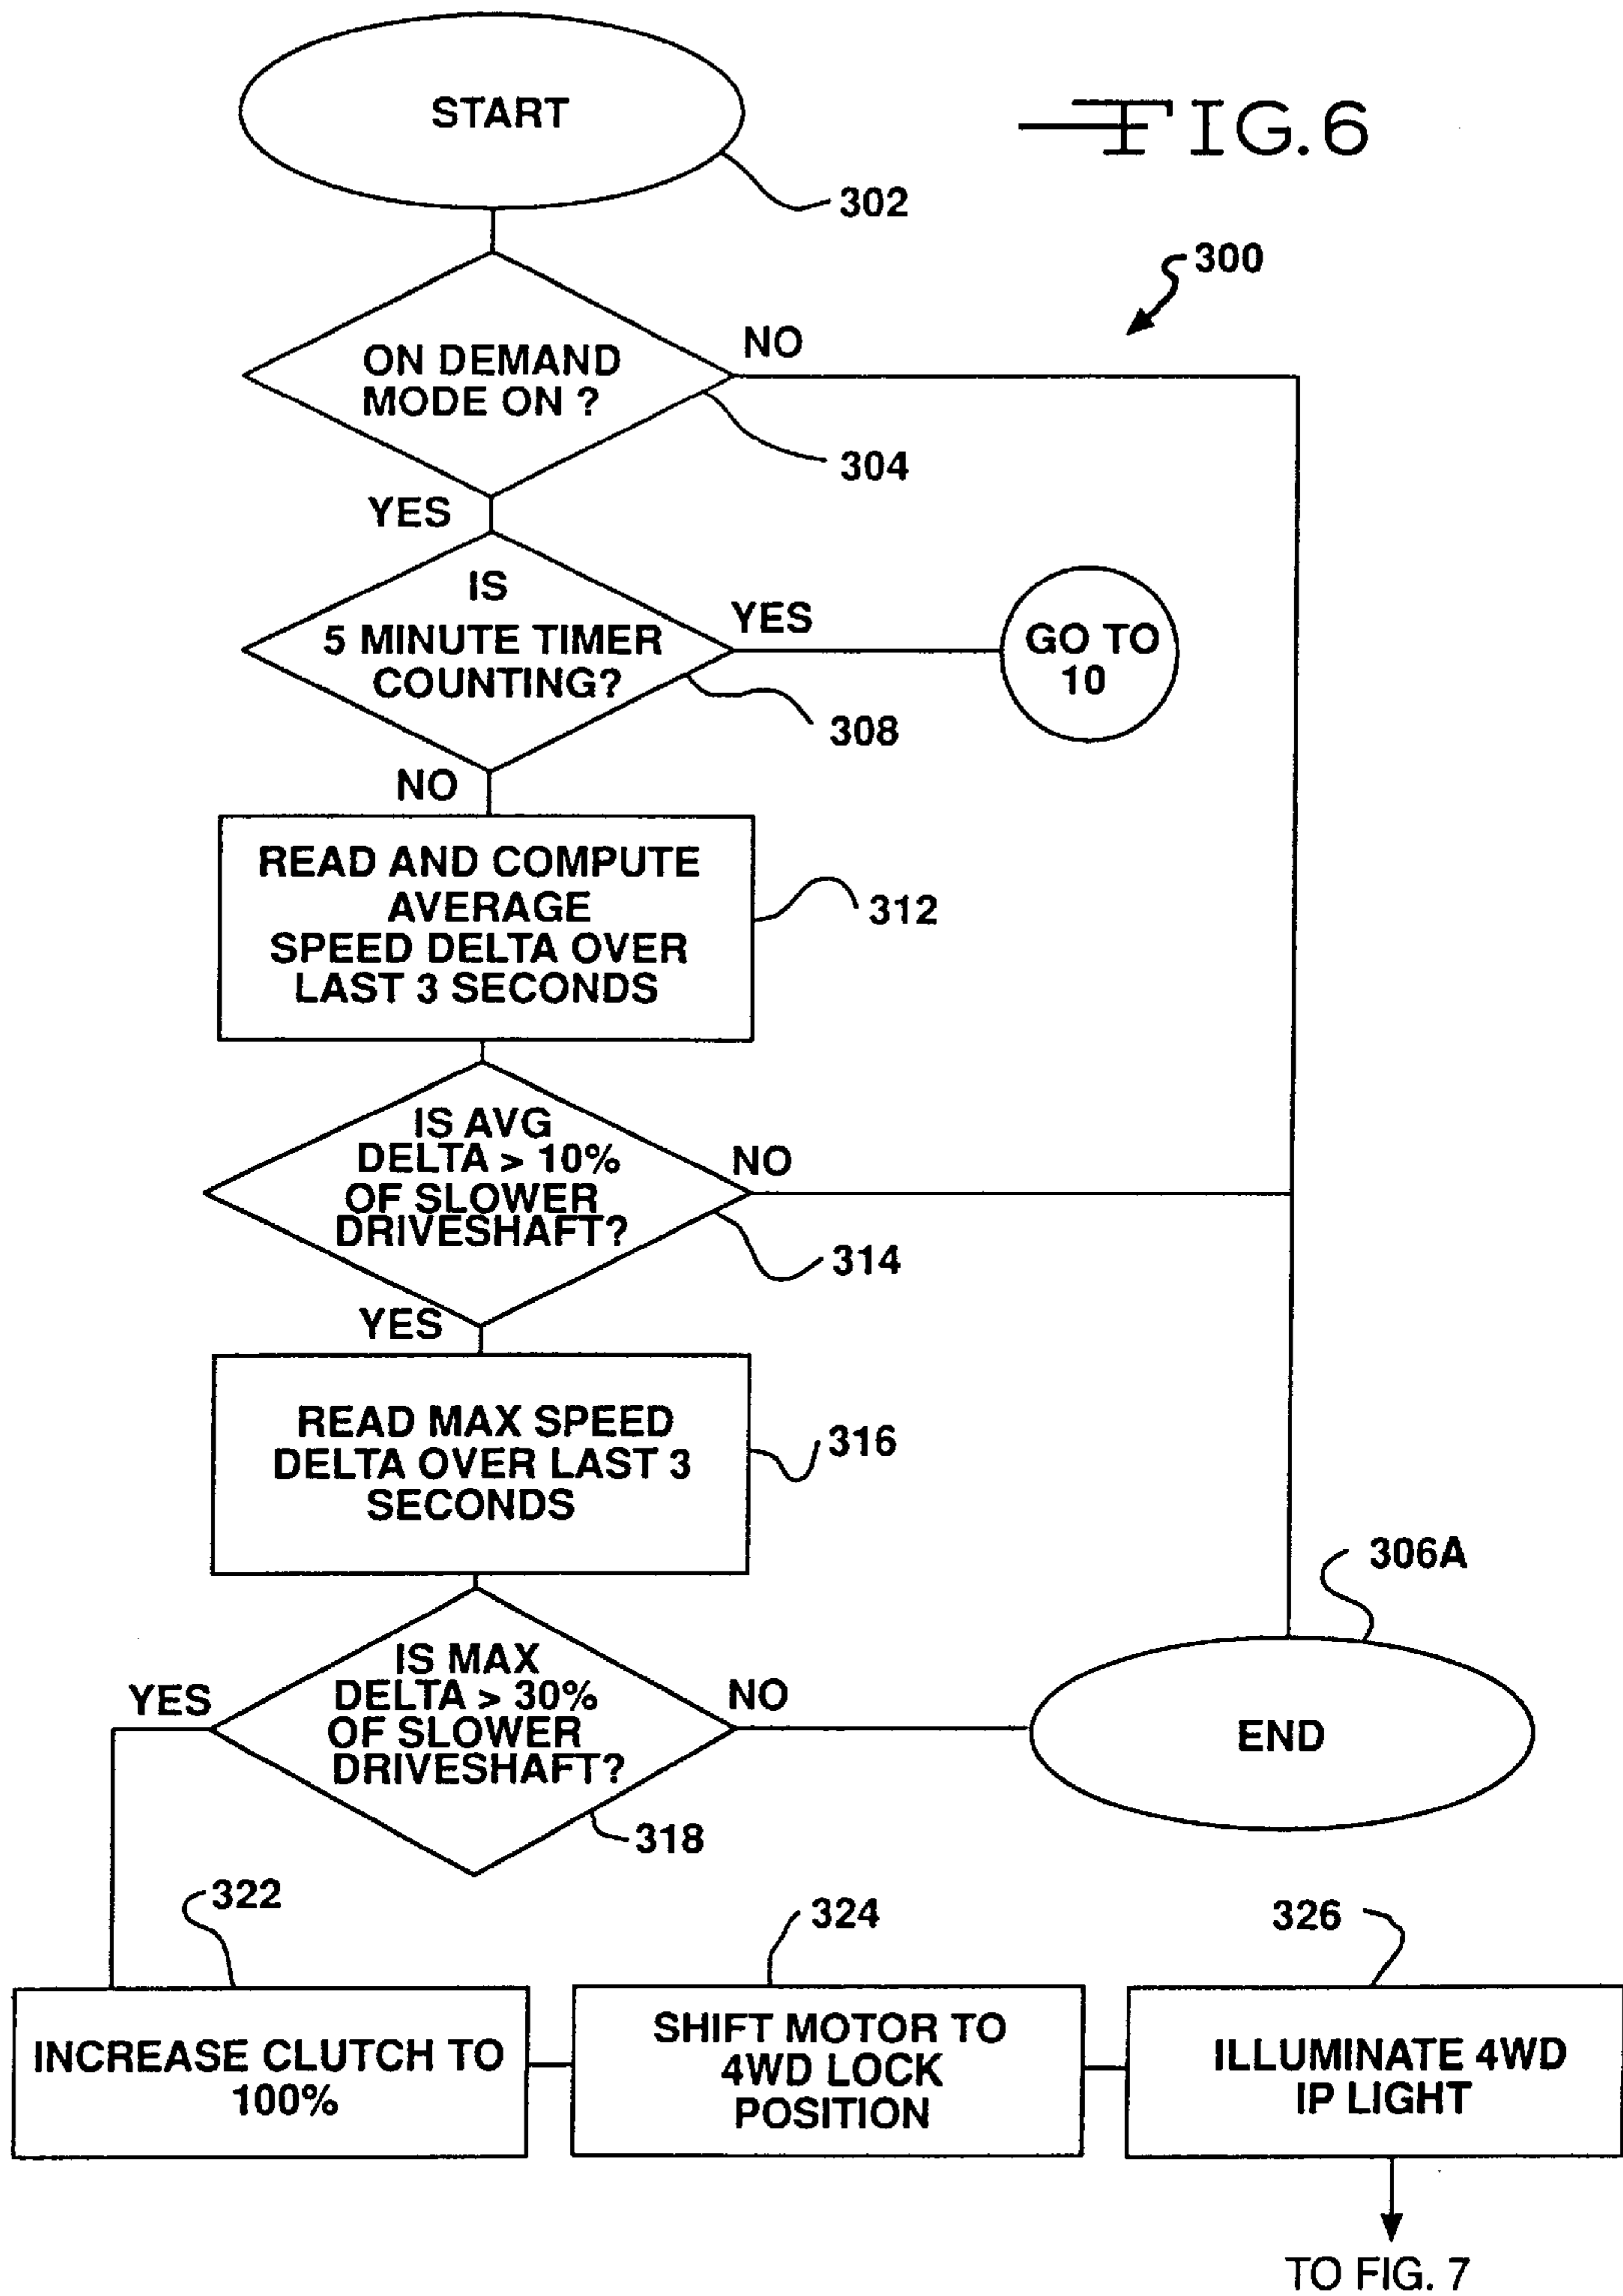 START
FIG.6
302
300
ON DEMAND
MODE ON ?
NO
304
YES
IS
5 MINUTE TIMER
COUNTING?
YES
GO TO
10
308
NO
READ AND COMPUTE
AVERAGE
SPEED DELTA OVER
LAST 3 SECONDS
312
IS AVG
DELTA > 10%
OF SLOWER
DRIVESHAFT?
NO
314
YES
READ MAX SPEED
DELTA OVER LAST 3
SECONDS
316
306A
IS MAX
DELTA > 30%
OF SLOWER
DRIVESHAFT?
YES
NO
END
318
322
324
326
INCREASE CLUTCH TO
100%
SHIFT MOTOR TO
4WD LOCK
POSITION
ILLUMINATE 4WD
IP LIGHT
TO FIG. 7